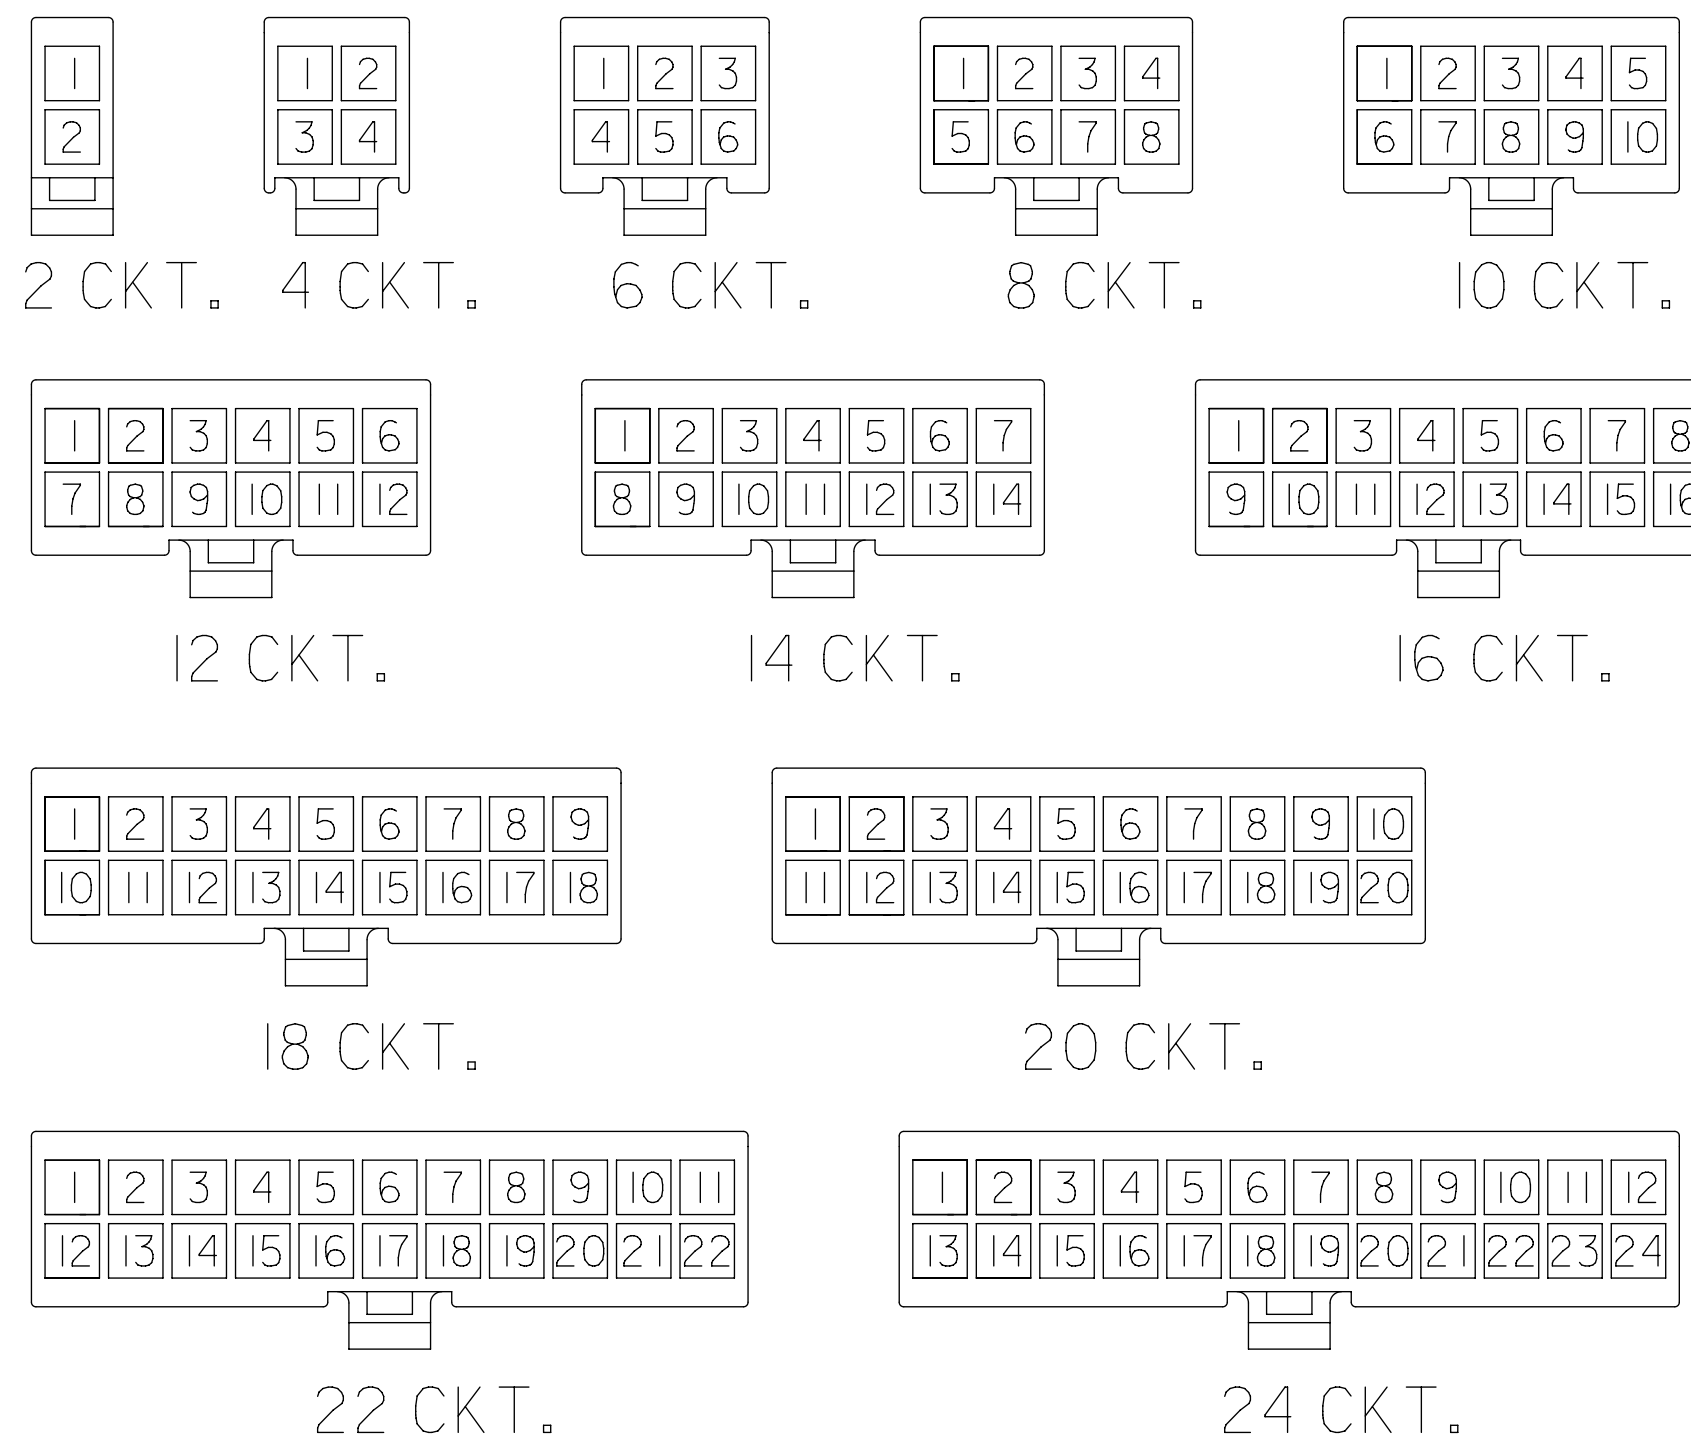 1 1 2 1 2 3 1 2 3 4 1 2 3 4 5
2 3 4 4 5 6 5 6 7 8 6 7 8 9 10
2 CKT. 4 CKT. 6 CKT. 8 CKT. 10 CKT.
1 2 3 4 5 6 1 2 3 4 5 6 7 1 2 3 4 5 6 7 8
7 8 9 10 11 12 8 9 10 11 12 13 14 9 10 11 12 13 14 15 16
12 CKT. 14 CKT. 16 CKT.
1 2 3 4 5 6 7 8 9 1 2 3 4 5 6 7 8 9 10
10 11 12 13 14 15 16 17 18 11 12 13 14 15 16 17 18 19 20
18 CKT. 20 CKT.
1 2 3 4 5 6 7 8 9 10 11 1 2 3 4 5 6 7 8 9 10 11 12
12 13 14 15 16 17 18 19 20 21 22 13 14 15 16 17 18 19 20 21 22 23 24
22 CKT. 24 CKT.